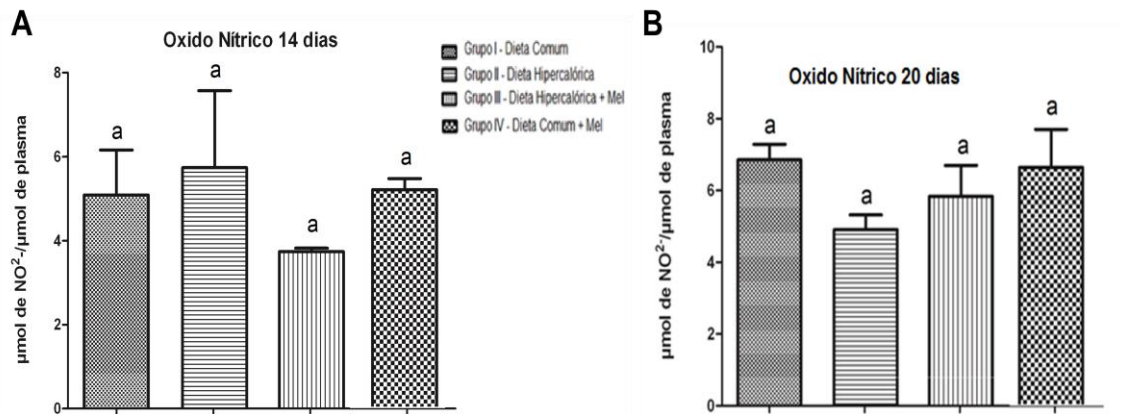 A
Oxido Nítrico 14 dias
µmol de NO²-/µmol de plasma
8
6
4
2
0
a
a
a
a
Grupo I - Dieta Comum
Grupo II - Dieta Hipercalórica
Grupo III - Dieta Hipercalórica + Mel
Grupo IV - Dieta Comum + Mel
B
Oxido Nítrico 20 dias
µmol de NO²⁻/µmol de plasma
10
8
6
4
2
0
a
a
a
a